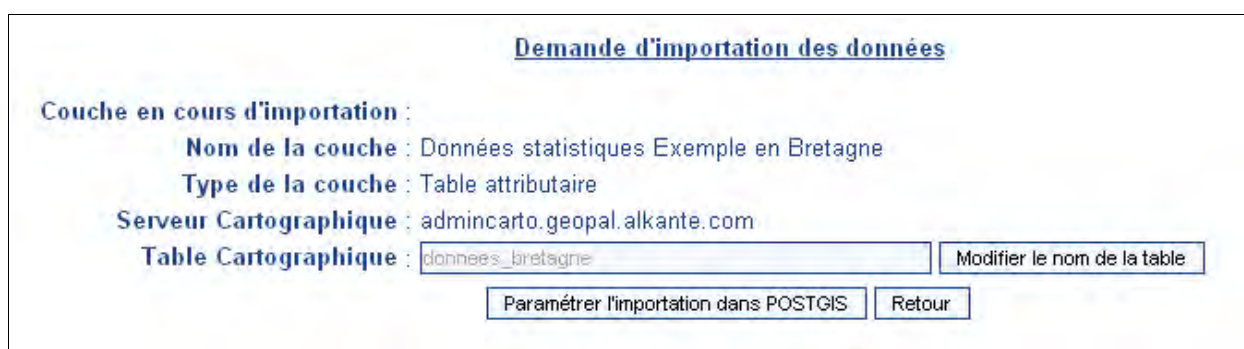 Demande d'importation des données
Couche en cours d'importation :
Nom de la couche : Données statistiques Exemple en Bretagne
Type de la couche : Table attributaire
Serveur Cartographique : admincarto.geopal.alkante.com
Table Cartographique : donnees_bretagne Modifier le nom de la table
Paramétrer l'importation dans POSTGIS Retour